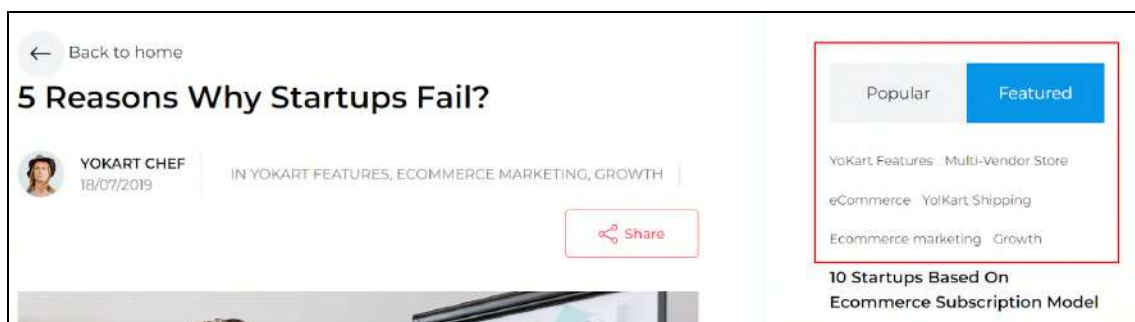 Back to home
5 Reasons Why Startups Fail?
YOKART CHEF
18/07/2019
IN YOKART FEATURES, ECOMMERCE MARKETING, GROWTH
Share
Popular Featured
YoKart Features Multi-Vendor Store
eCommerce Yo!Kart Shipping
Ecommerce marketing Growth
10 Startups Based On
Ecommerce Subscription Model